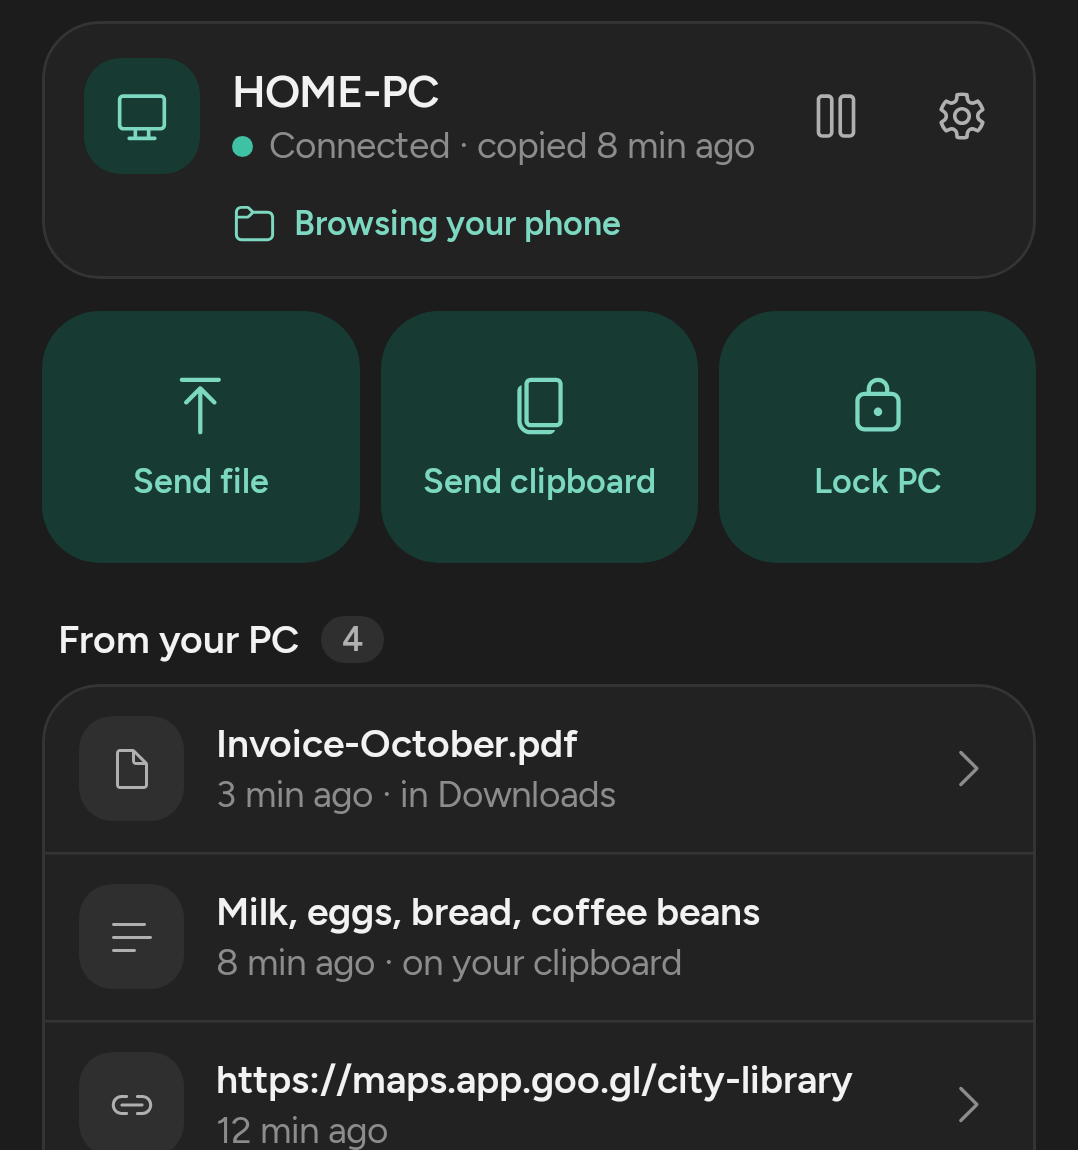 HOME-PC
Connected · copied 8 min ago
Browsing your phone
Send file
Send clipboard
Lock PC
From your PC 4
Invoice-October.pdf
3 min ago · in Downloads
Milk, eggs, bread, coffee beans
8 min ago · on your clipboard
https://maps.app.goo.gl/city-library
12 min ago